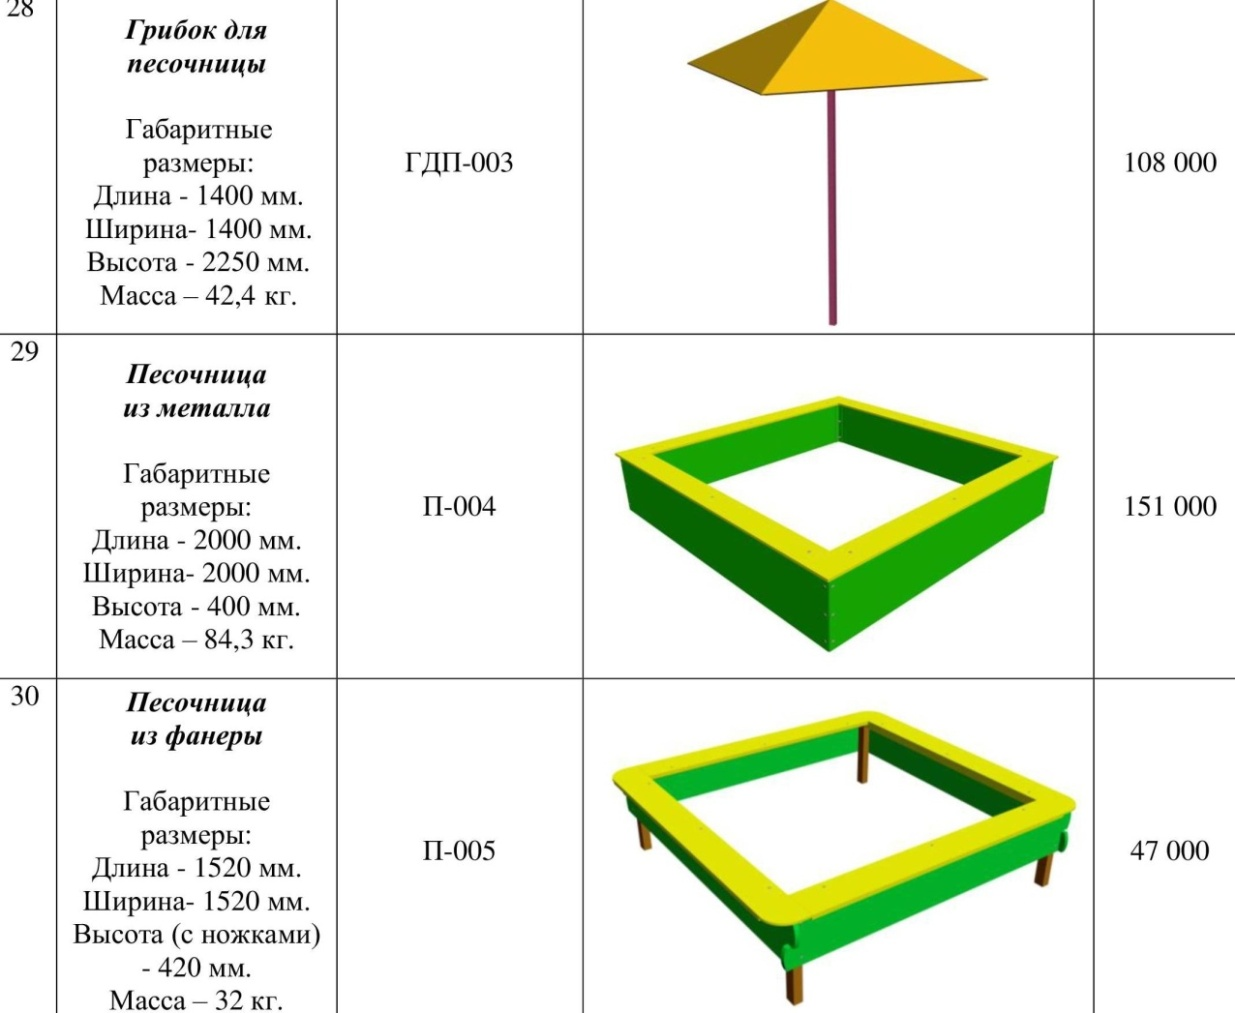 28
Грибок для
песочницы
Габаритные
размеры:
Длина - 1400 мм.
Ширина- 1400 мм.
Высота - 2250 мм.
Масса – 42,4 кг.
ГДП-003
108 000
29
Песочница
из металла
Габаритные
размеры:
Длина - 2000 мм.
Ширина- 2000 мм.
Высота - 400 мм.
Масса – 84,3 кг.
П-004
151 000
30
Песочница
из фанеры
Габаритные
размеры:
Длина - 1520 мм.
Ширина- 1520 мм.
Высота (с ножками)
- 420 мм.
Масса – 32 кг.
П-005
47 000